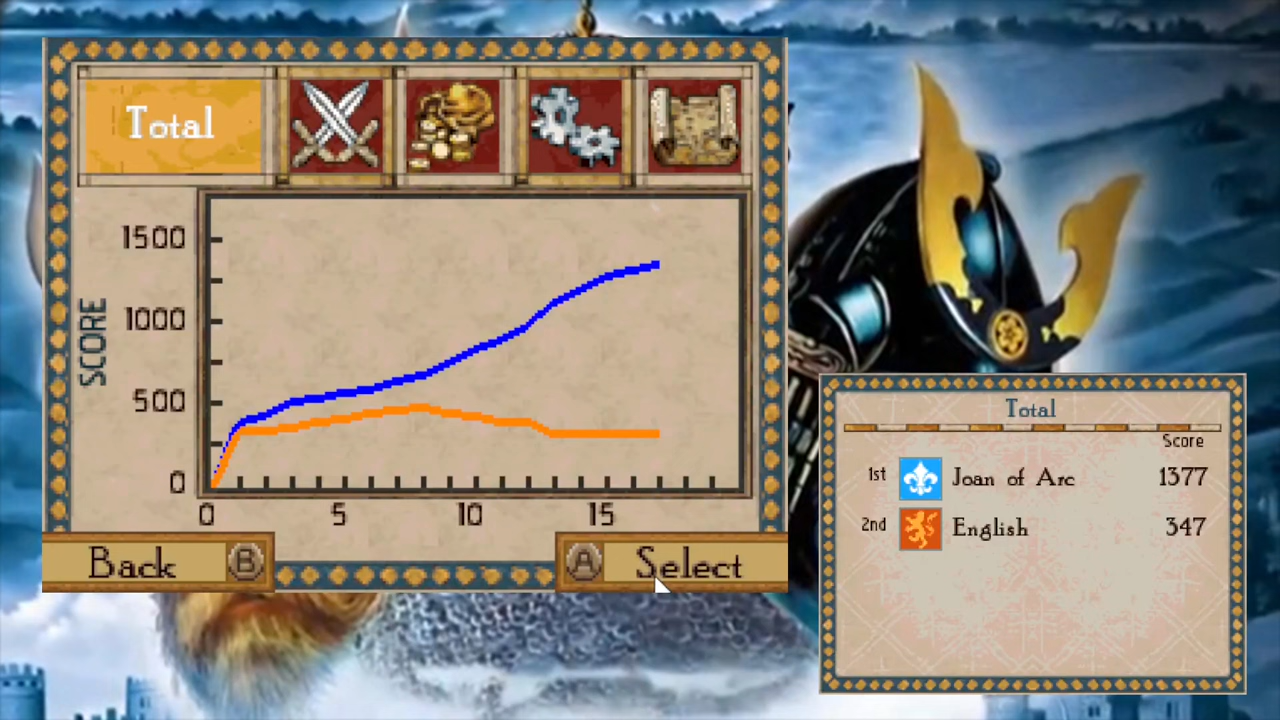 Total
1500
1000
500
0
SCORE
0 5 10 15
Back B
A Select
Total
Score
1st Joan of Arc 1377
2nd English 347